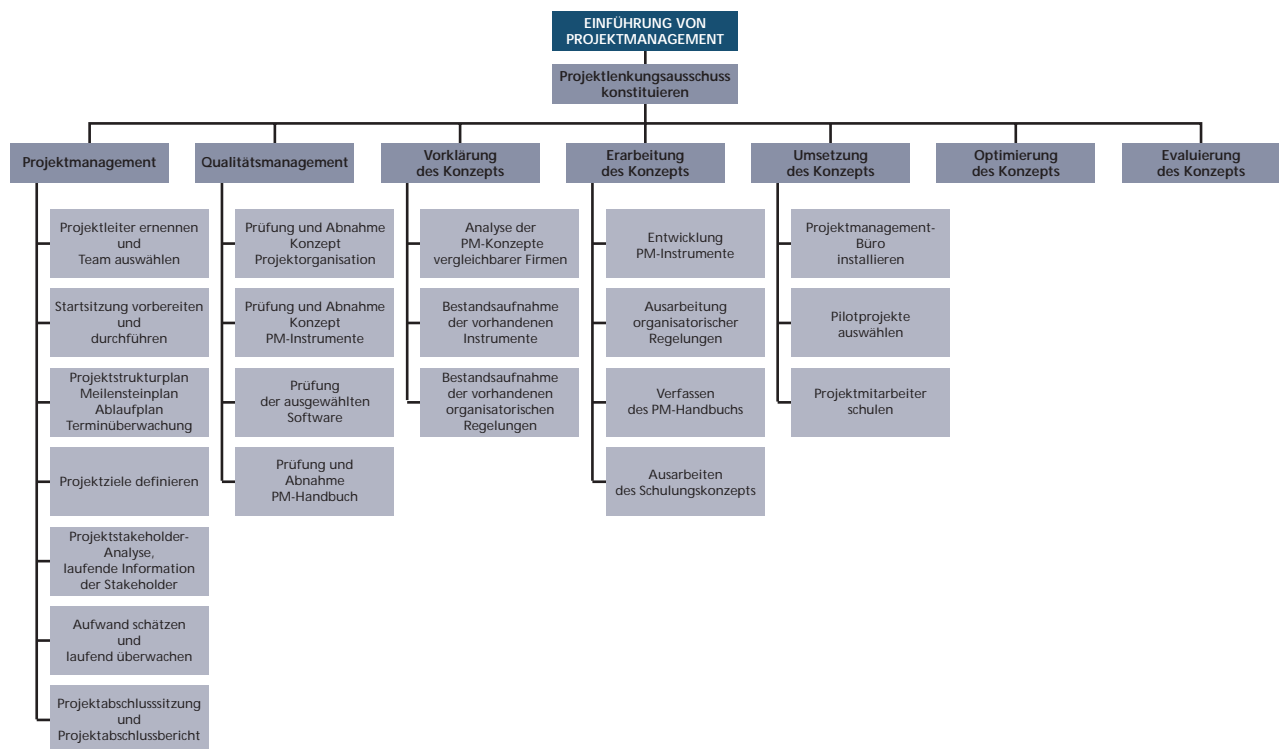 EINFÜHRUNG VON
PROJEKTMANAGEMENT
Projektlenkungsausschuss
konstituieren
Projektmanagement
Qualitätsmanagement
Vorklärung
des Konzepts
Erarbeitung
des Konzepts
Umsetzung
des Konzepts
Optimierung
des Konzepts
Evaluierung
des Konzepts
Projektleiter ernennen
und
Team auswählen
Startsitzung vorbereiten
und
durchführen
Projektstrukturplan
Meilensteinplan
Ablaufplan
Terminüberwachung
Projektziele definieren
Projektstakeholder-
Analyse,
laufende Information
der Stakeholder
Aufwand schätzen
und
laufend überwachen
Projektabschlusssitzung
und
Projektabschlussbericht
Prüfung und Abnahme
Konzept
Projektorganisation
Prüfung und Abnahme
Konzept
PM-Instrumente
Prüfung
der ausgewählten
Software
Prüfung und
Abnahme
PM-Handbuch
Analyse der
PM-Konzepte
vergleichbarer Firmen
Bestandsaufnahme
der vorhandenen
Instrumente
Bestandsaufnahme
der vorhandenen
organisatorischen
Regelungen
Entwicklung
PM-Instrumente
Ausarbeitung
organisatorischer
Regelungen
Verfassen
des PM-Handbuchs
Ausarbeiten
des Schulungskonzepts
Projektmanagement-
Büro
installieren
Pilotprojekte
auswählen
Projektmitarbeiter
schulen